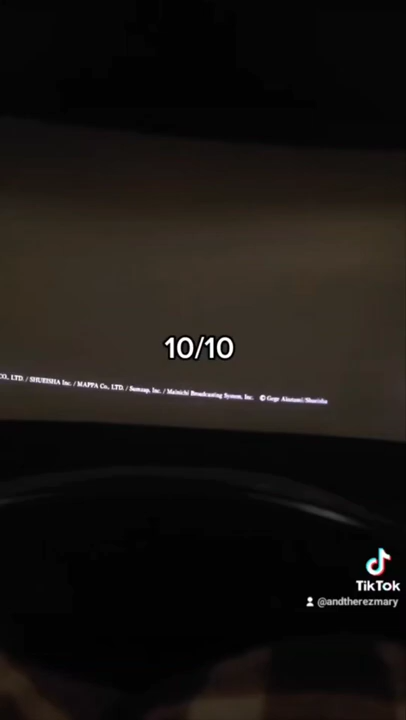 10/10
CO., LTD. / SHUEISHA Inc. / MAPPA Co., LTD. / Sumzap, Inc. / Mainichi Broadcasting System, Inc. © Gege Akutami/Shueisha
TikTok
@andtherezmary